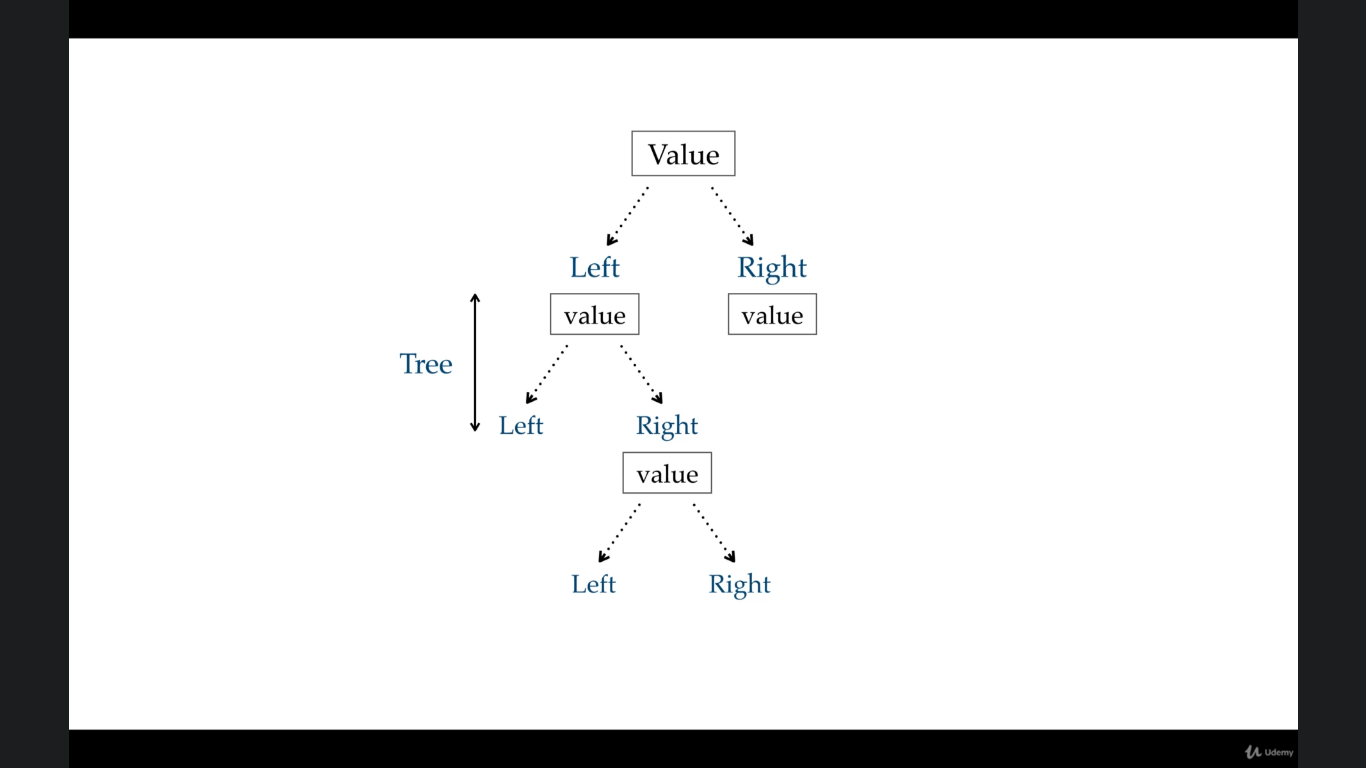 Value
Left Right
value value
Tree
Left Right
value
Left Right
Udemy